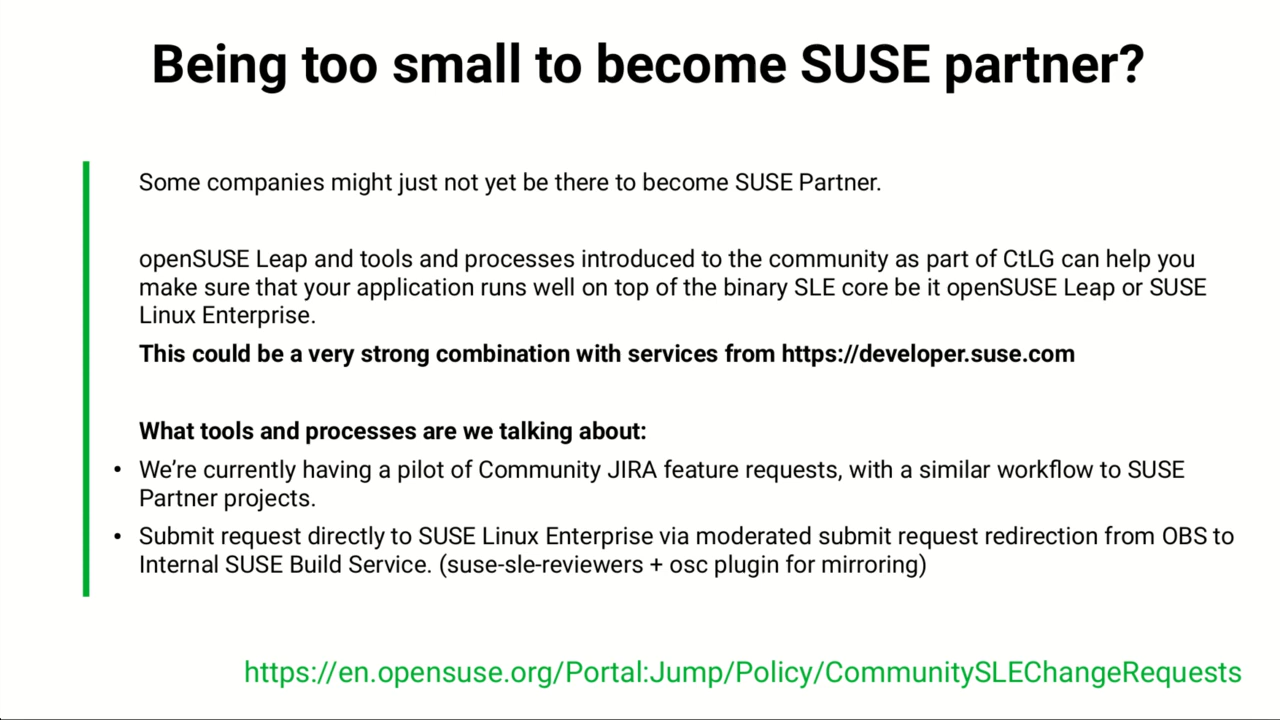 Being too small to become SUSE partner?
Some companies might just not yet be there to become SUSE Partner.
openSUSE Leap and tools and processes introduced to the community as part of CtLG can help you
make sure that your application runs well on top of the binary SLE core be it openSUSE Leap or SUSE
Linux Enterprise.
This could be a very strong combination with services from https://developer.suse.com
What tools and processes are we talking about:
• We’re currently having a pilot of Community JIRA feature requests, with a similar workflow to SUSE
Partner projects.
• Submit request directly to SUSE Linux Enterprise via moderated submit request redirection from OBS to
Internal SUSE Build Service. (suse-sle-reviewers + osc plugin for mirroring)
https://en.opensuse.org/Portal:Jump/Policy/CommunitySLEChangeRequests